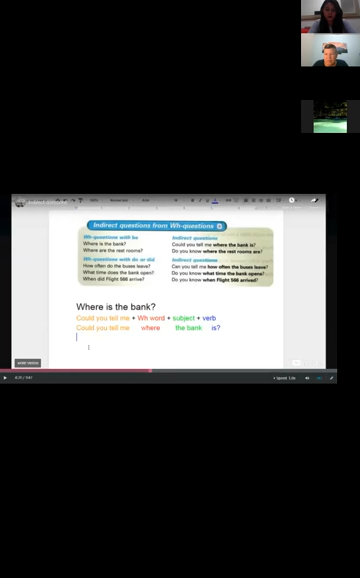 Indirect questions from Wh-questions
Wh-questions with be
Where is the bank?
Where are the rest rooms?
Wh-questions with do or did
How often do the buses leave?
What time does the bank open?
When did Flight 566 arrive?
Indirect questions
Could you tell me where the bank is?
Do you know where the rest rooms are?
Indirect questions
Can you tell me how often the buses leave?
Do you know what time the bank opens?
Do you know when Flight 566 arrived?
Where is the bank?
Could you tell me + Wh word + subject + verb
Could you tell me where the bank is?